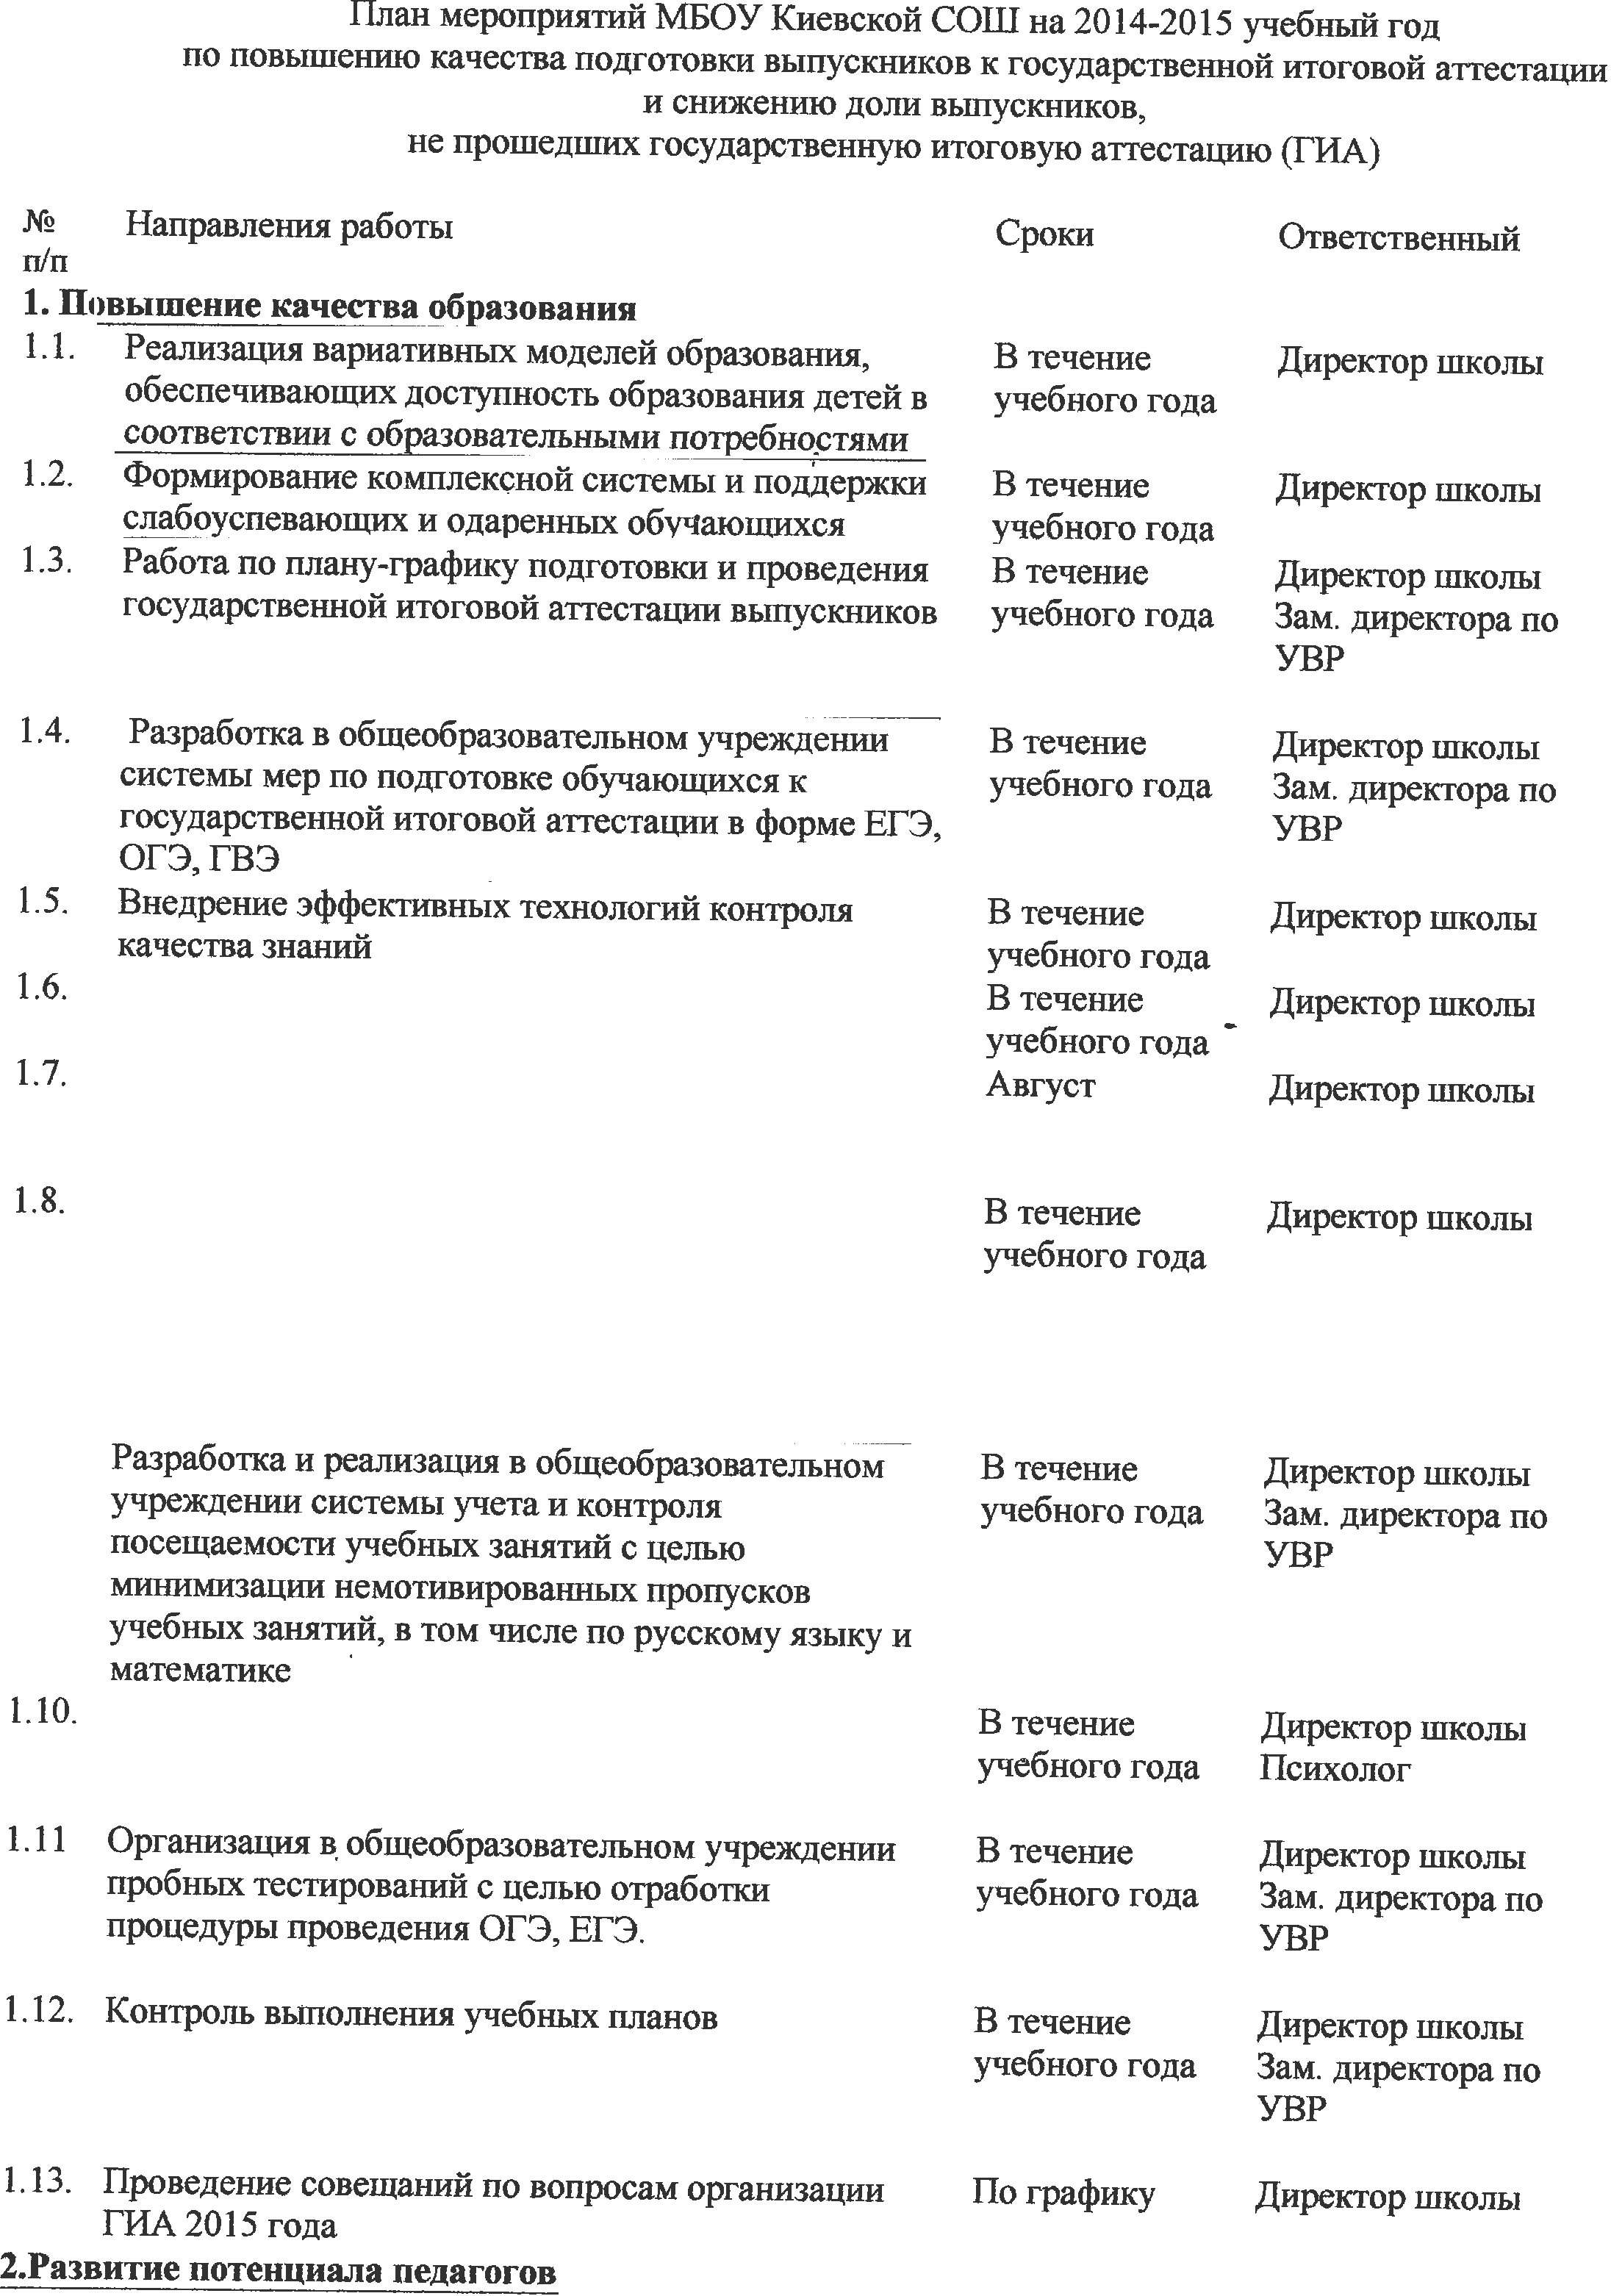 План мероприятий МБОУ Киевской СОШ на 2014-2015 учебный год
по повышению качества подготовки выпускников к государственной итоговой аттестации
и снижению доли выпускников,
не прошедших государственную итоговую аттестацию (ГИА)
№ п/п Направления работы Сроки Ответственный
1. Повышение качества образования
1.1. Реализация вариативных моделей образования, В течение Директор школы
обеспечивающих доступность образования детей в учебного года
соответствии с образовательными потребностями
1.2. Формирование комплексной системы и поддержки В течение Директор школы
слабоуспевающих и одаренных обучающихся учебного года
1.3. Работа по плану-графику подготовки и проведения В течение Директор школы
государственной итоговой аттестации выпускников учебного года Зам. директора по
УВР
1.4. Разработка в общеобразовательном учреждении В течение Директор школы
системы мер по подготовке обучающихся к учебного года Зам. директора по
государственной итоговой аттестации в форме ЕГЭ, УВР
ОГЭ, ГВЭ
1.5. Внедрение эффективных технологий контроля В течение Директор школы
качества знаний учебного года
1.6. В течение Директор школы
учебного года
1.7. Август Директор школы
1.8. В течение Директор школы
учебного года
Разработка и реализация в общеобразовательном В течение Директор школы
учреждении системы учета и контроля учебного года Зам. директора по
посещаемости учебных занятий с целью УВР
минимизации немотивированных пропусков
учебных занятий, в том числе по русскому языку и
математике
1.10. В течение Директор школы
учебного года Психолог
1.11 Организация в общеобразовательном учреждении В течение Директор школы
пробных тестирований с целью отработки учебного года Зам. директора по
процедуры проведения ОГЭ, ЕГЭ. УВР
1.12. Контроль выполнения учебных планов В течение Директор школы
учебного года Зам. директора по
УВР
1.13. Проведение совещаний по вопросам организации По графику Директор школы
ГИА 2015 года
2.Развитие потенциала педагогов